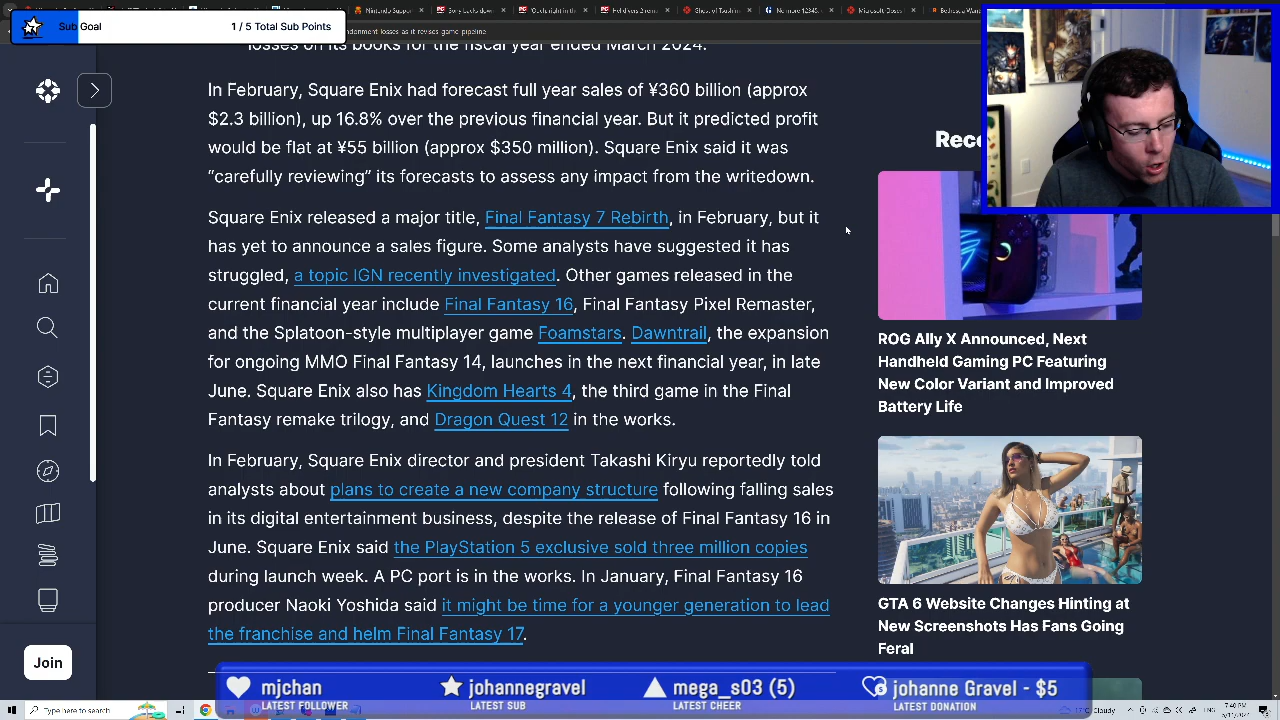 Sub Goal
1 / 5 Total Sub Points
losses on its books for the fiscal year ended March 2024.
In February, Square Enix had forecast full year sales of ¥360 billion (approx
$2.3 billion), up 16.8% over the previous financial year. But it predicted profit
would be flat at ¥55 billion (approx $350 million). Square Enix said it was
“carefully reviewing” its forecasts to assess any impact from the writedown.
Square Enix released a major title, Final Fantasy 7 Rebirth, in February, but it
has yet to announce a sales figure. Some analysts have suggested it has
struggled, a topic IGN recently investigated. Other games released in the
current financial year include Final Fantasy 16, Final Fantasy Pixel Remaster,
and the Splatoon-style multiplayer game Foamstars. Dawntrail, the expansion
for ongoing MMO Final Fantasy 14, launches in the next financial year, in late
June. Square Enix also has Kingdom Hearts 4, the third game in the Final
Fantasy remake trilogy, and Dragon Quest 12 in the works.
In February, Square Enix director and president Takashi Kiryu reportedly told
analysts about plans to create a new company structure following falling sales
in its digital entertainment business, despite the release of Final Fantasy 16 in
June. Square Enix said the PlayStation 5 exclusive sold three million copies
during launch week. A PC port is in the works. In January, Final Fantasy 16
producer Naoki Yoshida said it might be time for a younger generation to lead
the franchise and helm Final Fantasy 17.
ROG Ally X Announced, Next
Handheld Gaming PC Featuring
New Color Variant and Improved
Battery Life
GTA 6 Website Changes Hinting at
New Screenshots Has Fans Going
Feral
Join
mjchan
LATEST FOLLOWER
johannegravel
LATEST SUB
LATEST CHEER
Johanne Gravel - $5
LATEST DONATION
Type here to search